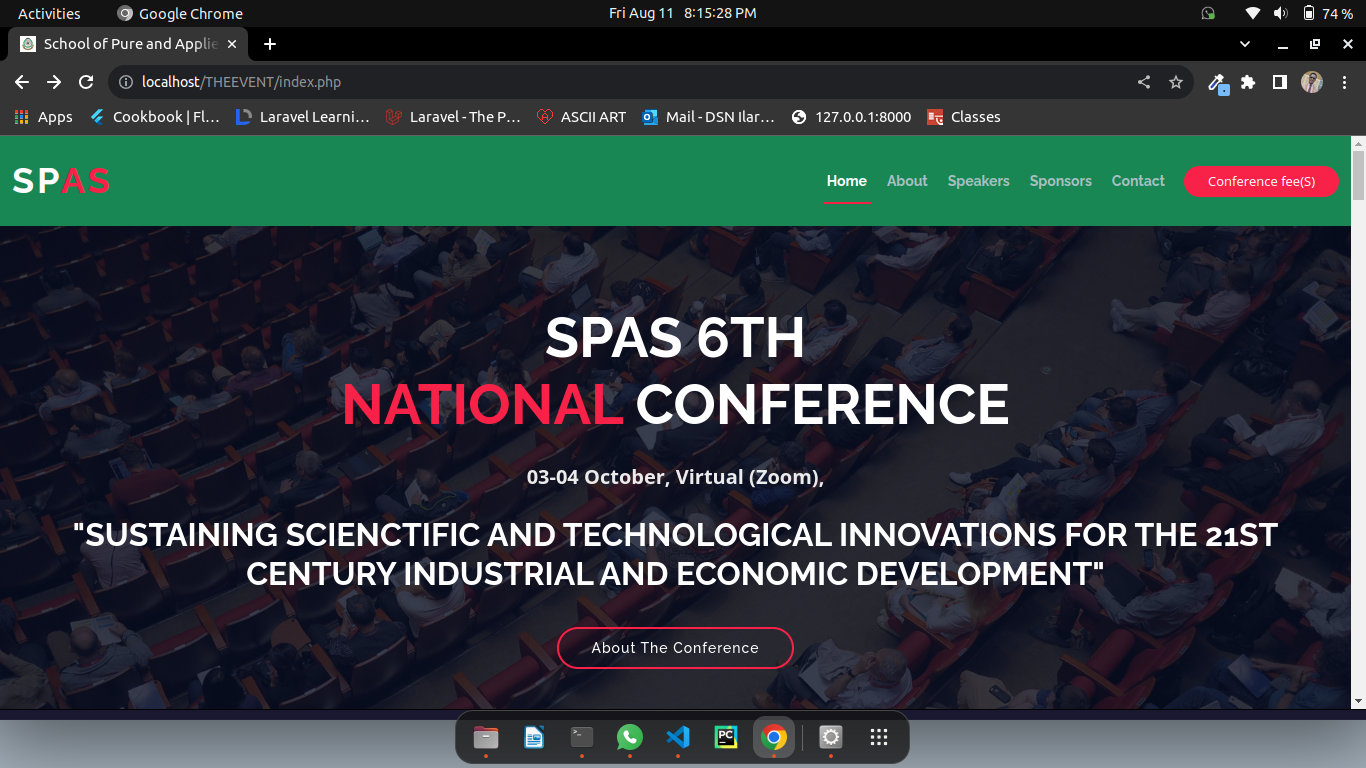 Activities Google Chrome Fri Aug 11 8:15:28 PM 74 %
School of Pure and Applie
localhost/THEEVENT/index.php
Apps Cookbook | Fl... Laravel Learni... Laravel - The P... ASCII ART Mail - DSN Ilar... 127.0.0.1:8000 Classes
SPAS Home About Speakers Sponsors Contact Conference fee(S)
SPAS 6TH
NATIONAL CONFERENCE
03-04 October, Virtual (Zoom),
"SUSTAINING SCIENCTIFIC AND TECHNOLOGICAL INNOVATIONS FOR THE 21ST
CENTURY INDUSTRIAL AND ECONOMIC DEVELOPMENT"
About The Conference
PC